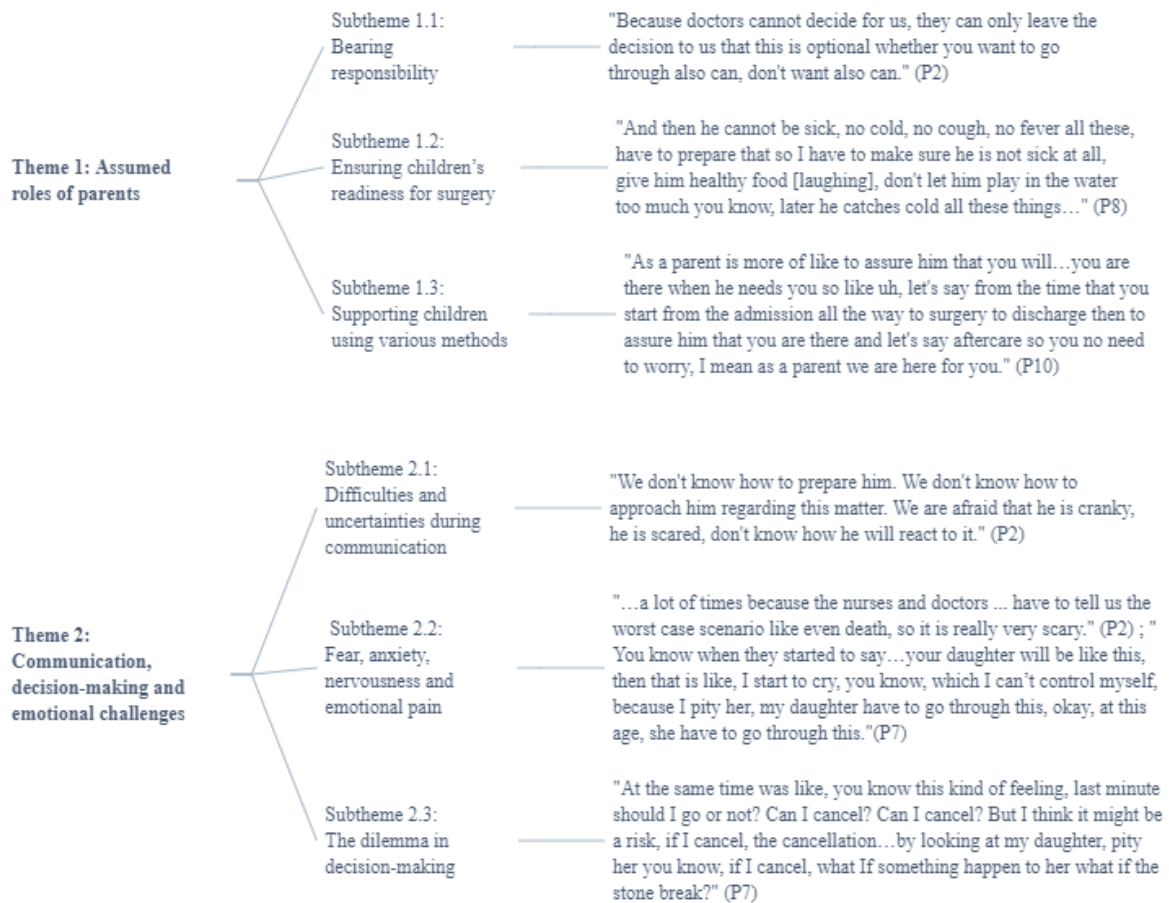 Theme 1: Assumed
roles of parents
Subtheme 1.1:
Bearing
responsibility
"Because doctors cannot decide for us, they can only leave the
decision to us that this is optional whether you want to go
through also can, don't want also can." (P2)
Subtheme 1.2:
Ensuring children's
readiness for surgery
"And then he cannot be sick, no cold, no cough, no fever all these,
have to prepare that so I have to make sure he is not sick at all,
give him healthy food [laughing], don't let him play in the water
too much you know, later he catches cold all these things…" (P8)
Subtheme 1.3:
Supporting children
using various methods
"As a parent is more of like to assure him that you will…you are
there when he needs you so like uh, let's say from the time that you
start from the admission all the way to surgery to discharge then to
assure him that you are there and let's say aftercare so you no need
to worry, I mean as a parent we are here for you." (P10)
Theme 2:
Communication,
decision-making and
emotional challenges
Subtheme 2.1:
Difficulties and
uncertainties during
communication
"We don't know how to prepare him. We don't know how to
approach him regarding this matter. We are afraid that he is cranky,
he is scared, don't know how he will react to it." (P2)
Subtheme 2.2:
Fear, anxiety,
nervousness and
emotional pain
"…a lot of times because the nurses and doctors ... have to tell us the
worst case scenario like even death, so it is really very scary." (P2) ; "
You know when they started to say…your daughter will be like this,
then that is like, I start to cry, you know, which I can't control myself,
because I pity her, my daughter have to go through this, okay, at this
age, she have to go through this."(P7)
Subtheme 2.3:
The dilemma in
decision-making
"At the same time was like, you know this kind of feeling, last minute
should I go or not? Can I cancel? Can I cancel? But I think it might be
a risk, if I cancel, the cancellation…by looking at my daughter, pity
her you know, if I cancel, what If something happen to her what if the
stone break?" (P7)